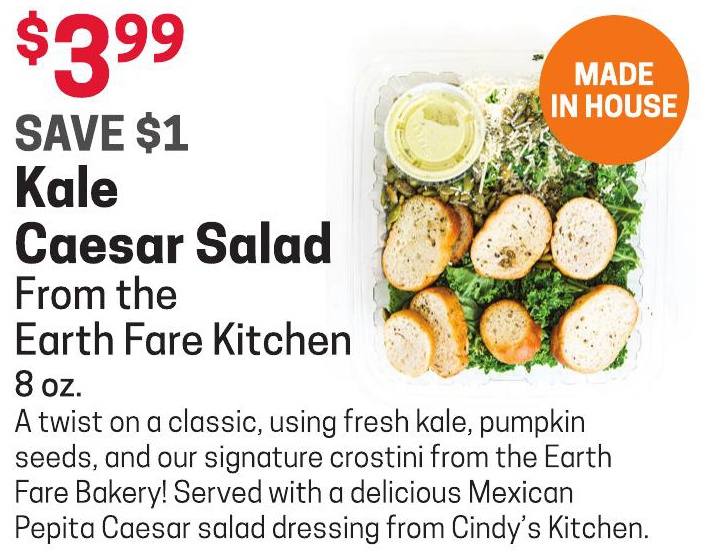 $3.99
SAVE $1
Kale
Caesar Salad
From the
Earth Fare Kitchen
8 oz.
A twist on a classic, using fresh kale, pumpkin
seeds, and our signature crostini from the Earth
Fare Bakery! Served with a delicious Mexican
Pepita Caesar salad dressing from Cindy's Kitchen.
MADE
IN HOUSE